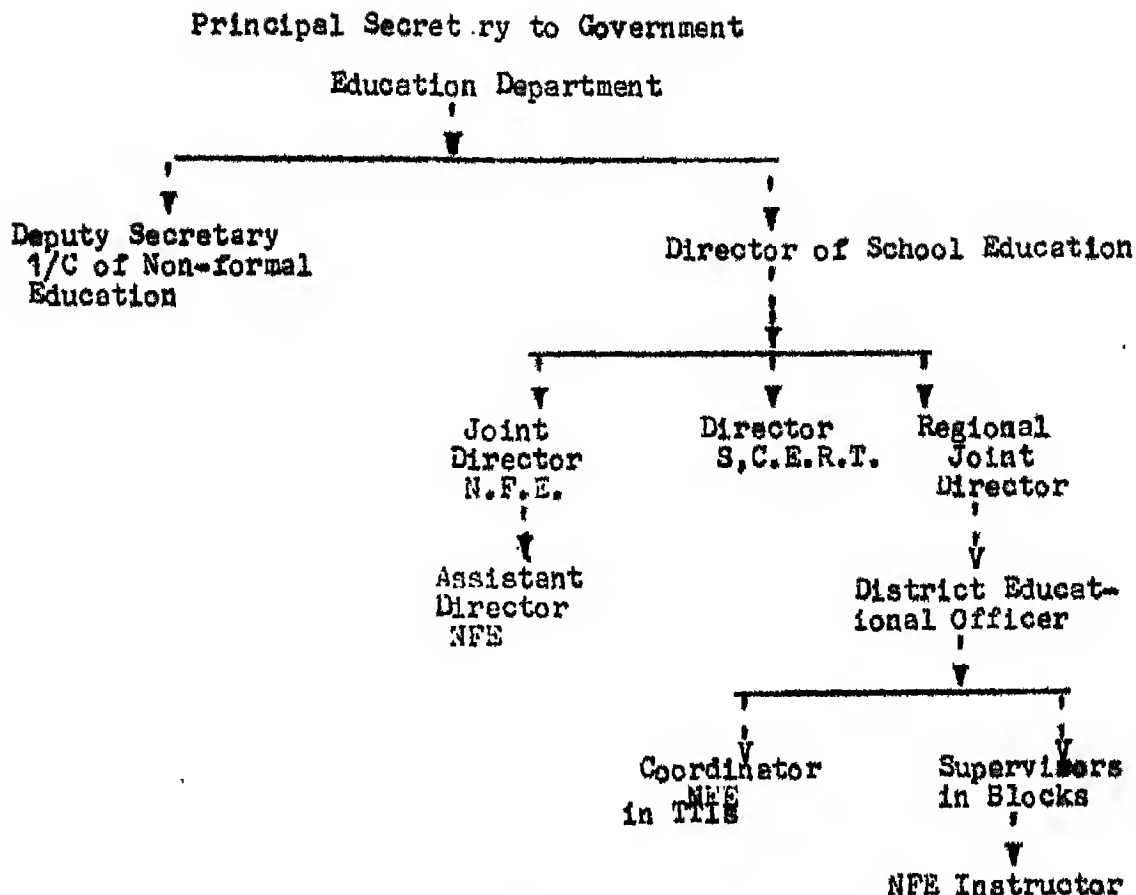 Principal Secret.ry to Government
Education Department
Deputy Secretary
1/C of Non-formal
Education
Director of School Education
Joint
Director
N.F.E.
Director
S,C.E.R.T.
Regional
Joint
Director
Assistant
Director
NFE
District Educat-
ional Officer
Coordinator
NFE
in TTIs
Supervisors
in Blocks
NFE Instructor